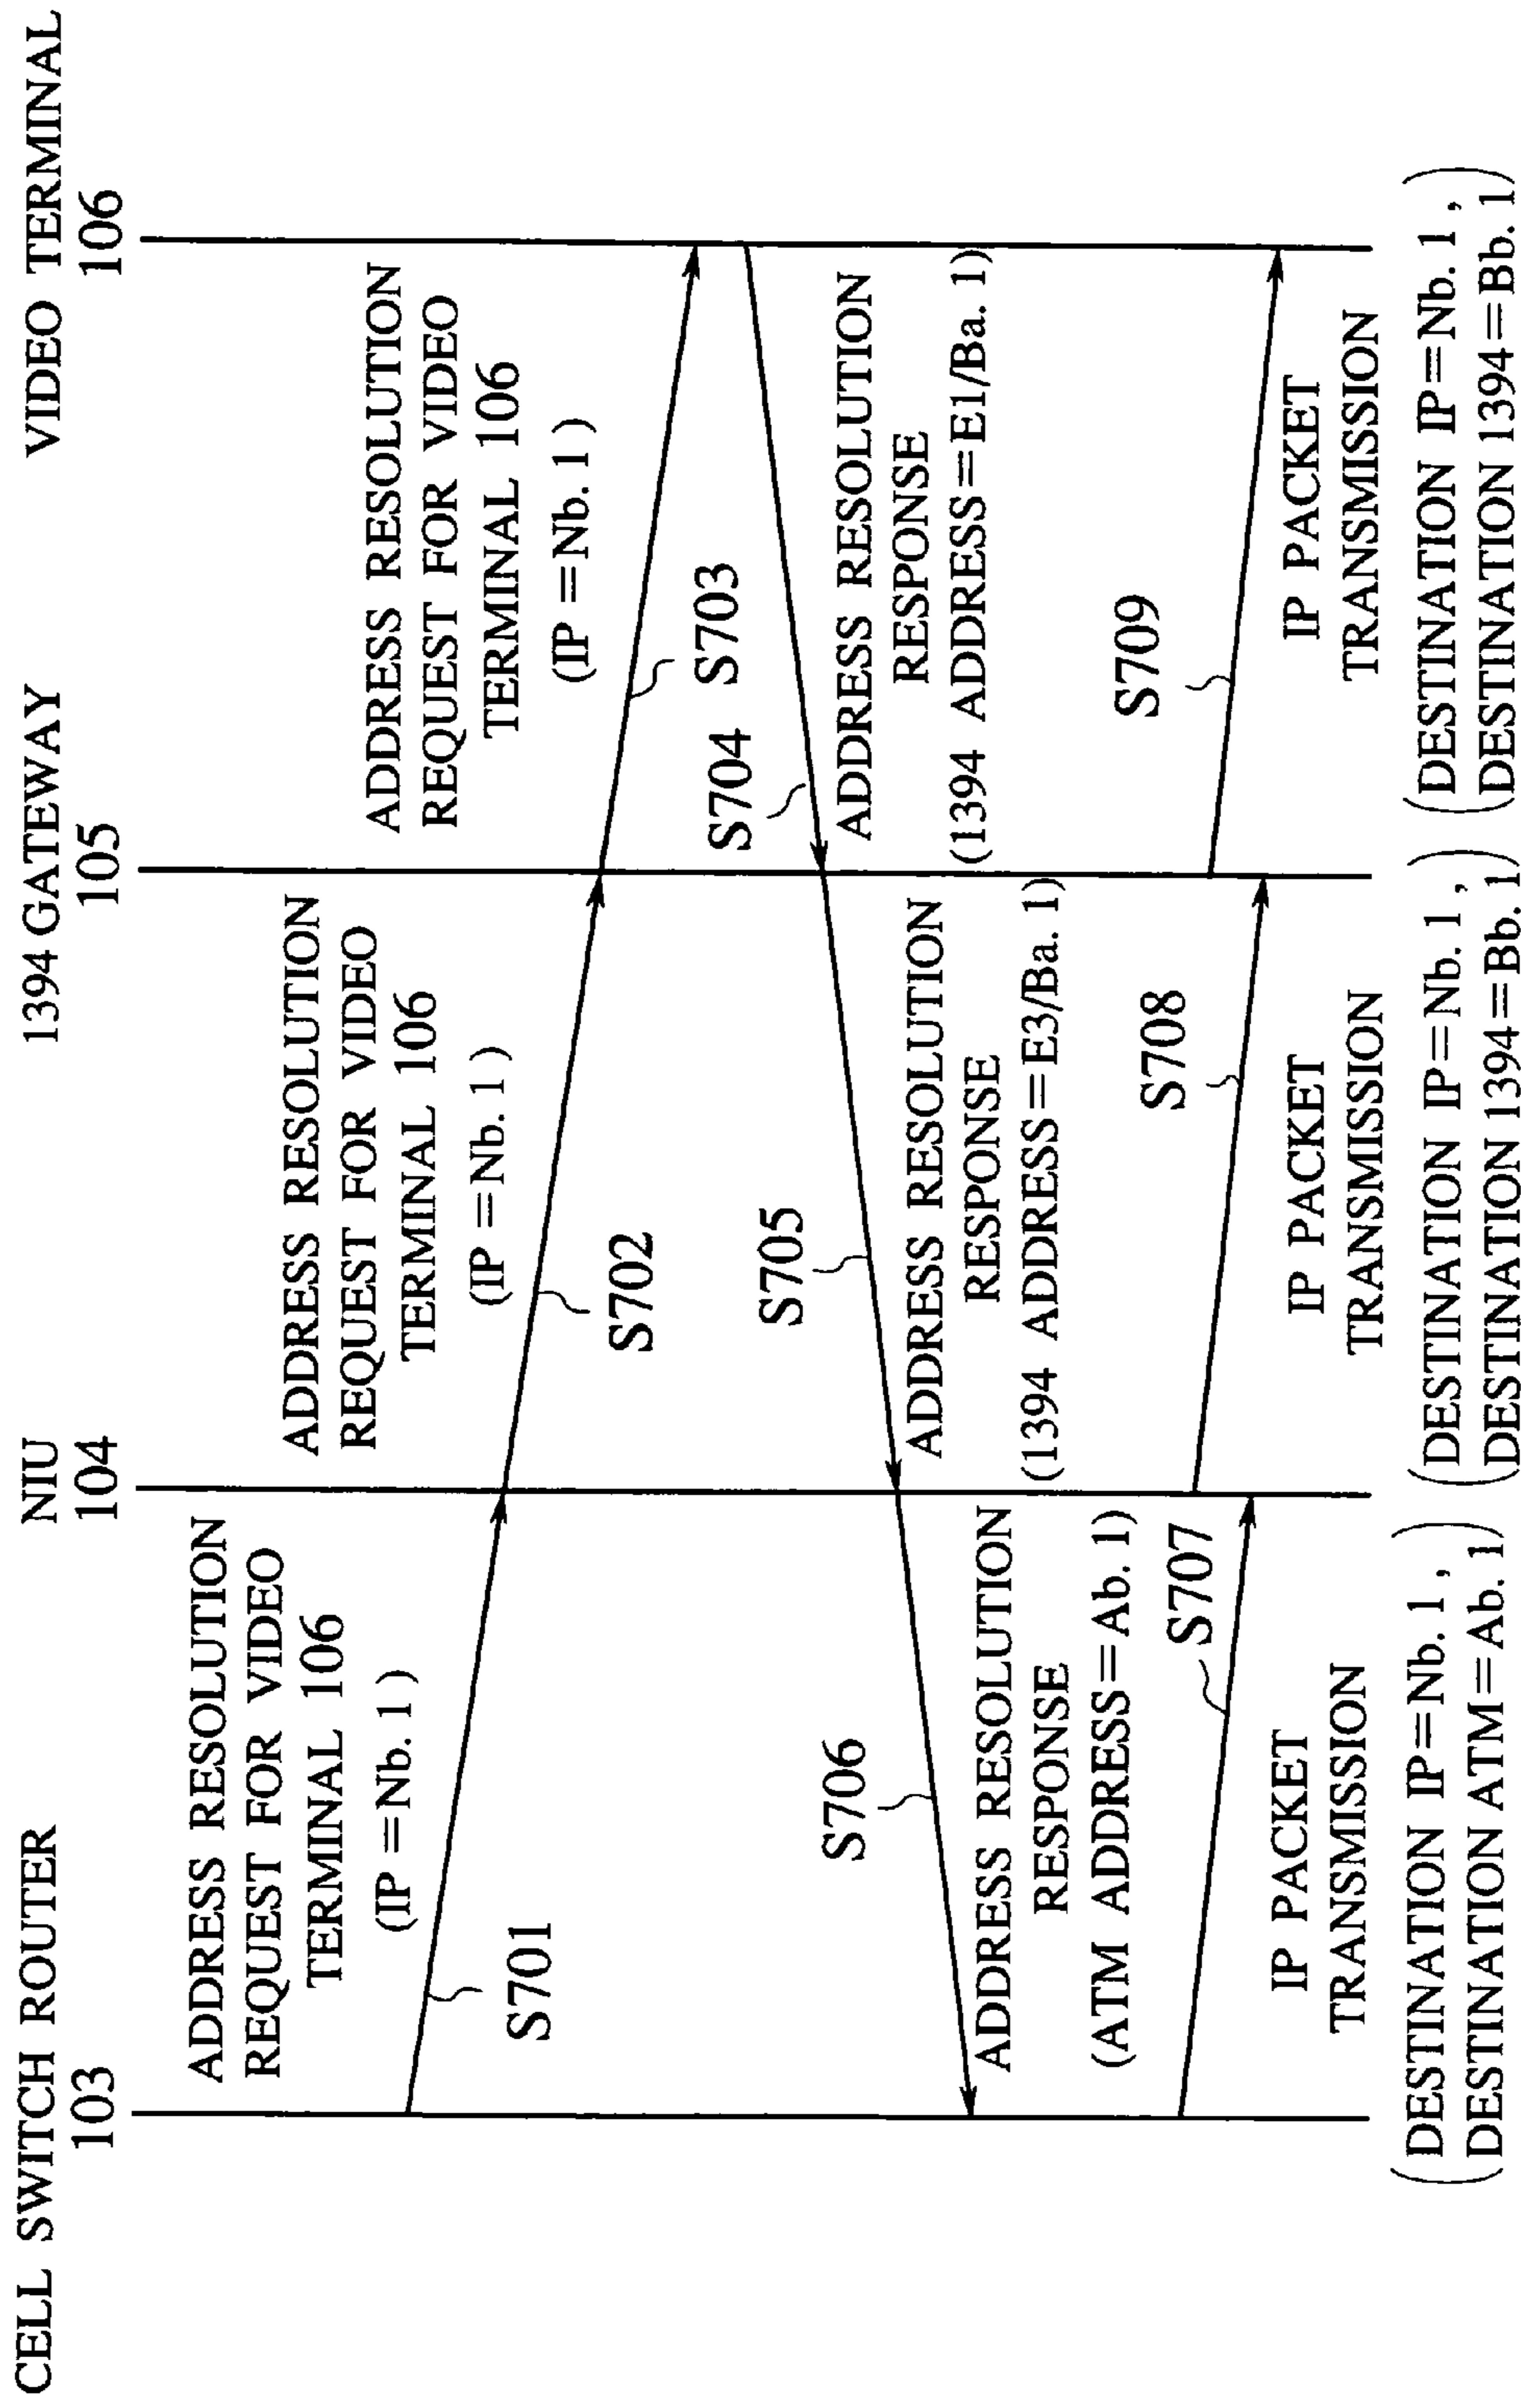 CELL SWITCH ROUTER
103
NIU
104
1394 GATEWAY
105
VIDEO TERMINAL
106
ADDRESS RESOLUTION
REQUEST FOR VIDEO
TERMINAL 106
(IP=Nb. 1)
S701
ADDRESS RESOLUTION
REQUEST FOR VIDEO
TERMINAL 106
(IP=Nb. 1)
S702
ADDRESS RESOLUTION
REQUEST FOR VIDEO
TERMINAL 106
(IP=Nb. 1)
S703
S704
ADDRESS RESOLUTION
RESPONSE
(1394 ADDRESS=E1/Ba. 1)
S705
ADDRESS RESOLUTION
RESPONSE
(1394 ADDRESS=E3/Ba. 1)
S706
ADDRESS RESOLUTION
RESPONSE
(ATM ADDRESS=Ab. 1)
S707
IP PACKET
TRANSMISSION
(DESTINATION IP=Nb. 1,
DESTINATION ATM=Ab. 1)
S708
IP PACKET
TRANSMISSION
(DESTINATION IP=Nb. 1,
DESTINATION 1394=Bb. 1)
S709
IP PACKET
TRANSMISSION
(DESTINATION IP=Nb. 1,
DESTINATION 1394=Bb. 1)